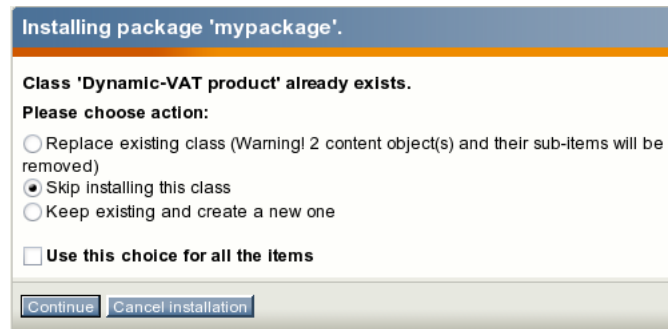 Installing package 'mypackage'.
Class 'Dynamic-VAT product' already exists.
Please choose action:
Replace existing class (Warning! 2 content object(s) and their sub-items will be
removed)
Skip installing this class
Keep existing and create a new one
Use this choice for all the items
Continue Cancel installation